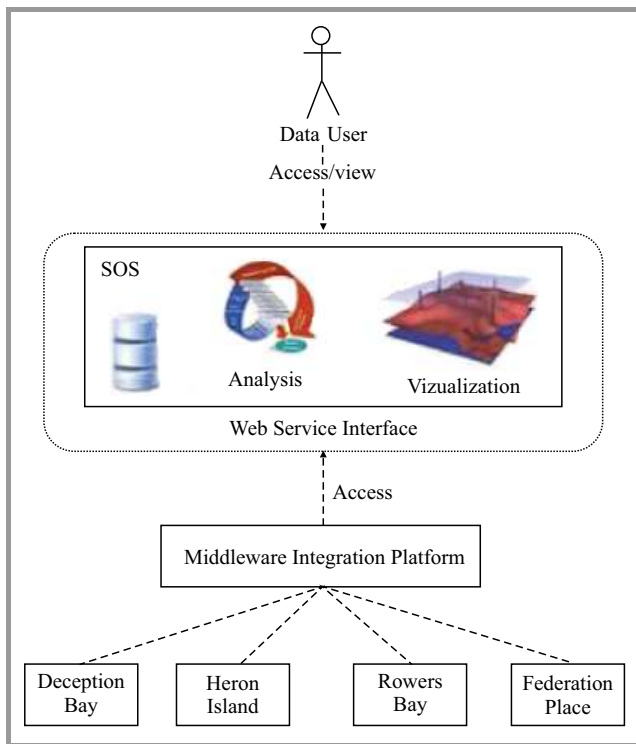 Data User
Access/view
SOS
Analysis
Vizualization
Web Service Interface
Access
Middleware Integration Platform
Deception
Bay
Heron
Island
Rowers
Bay
Federation
Place